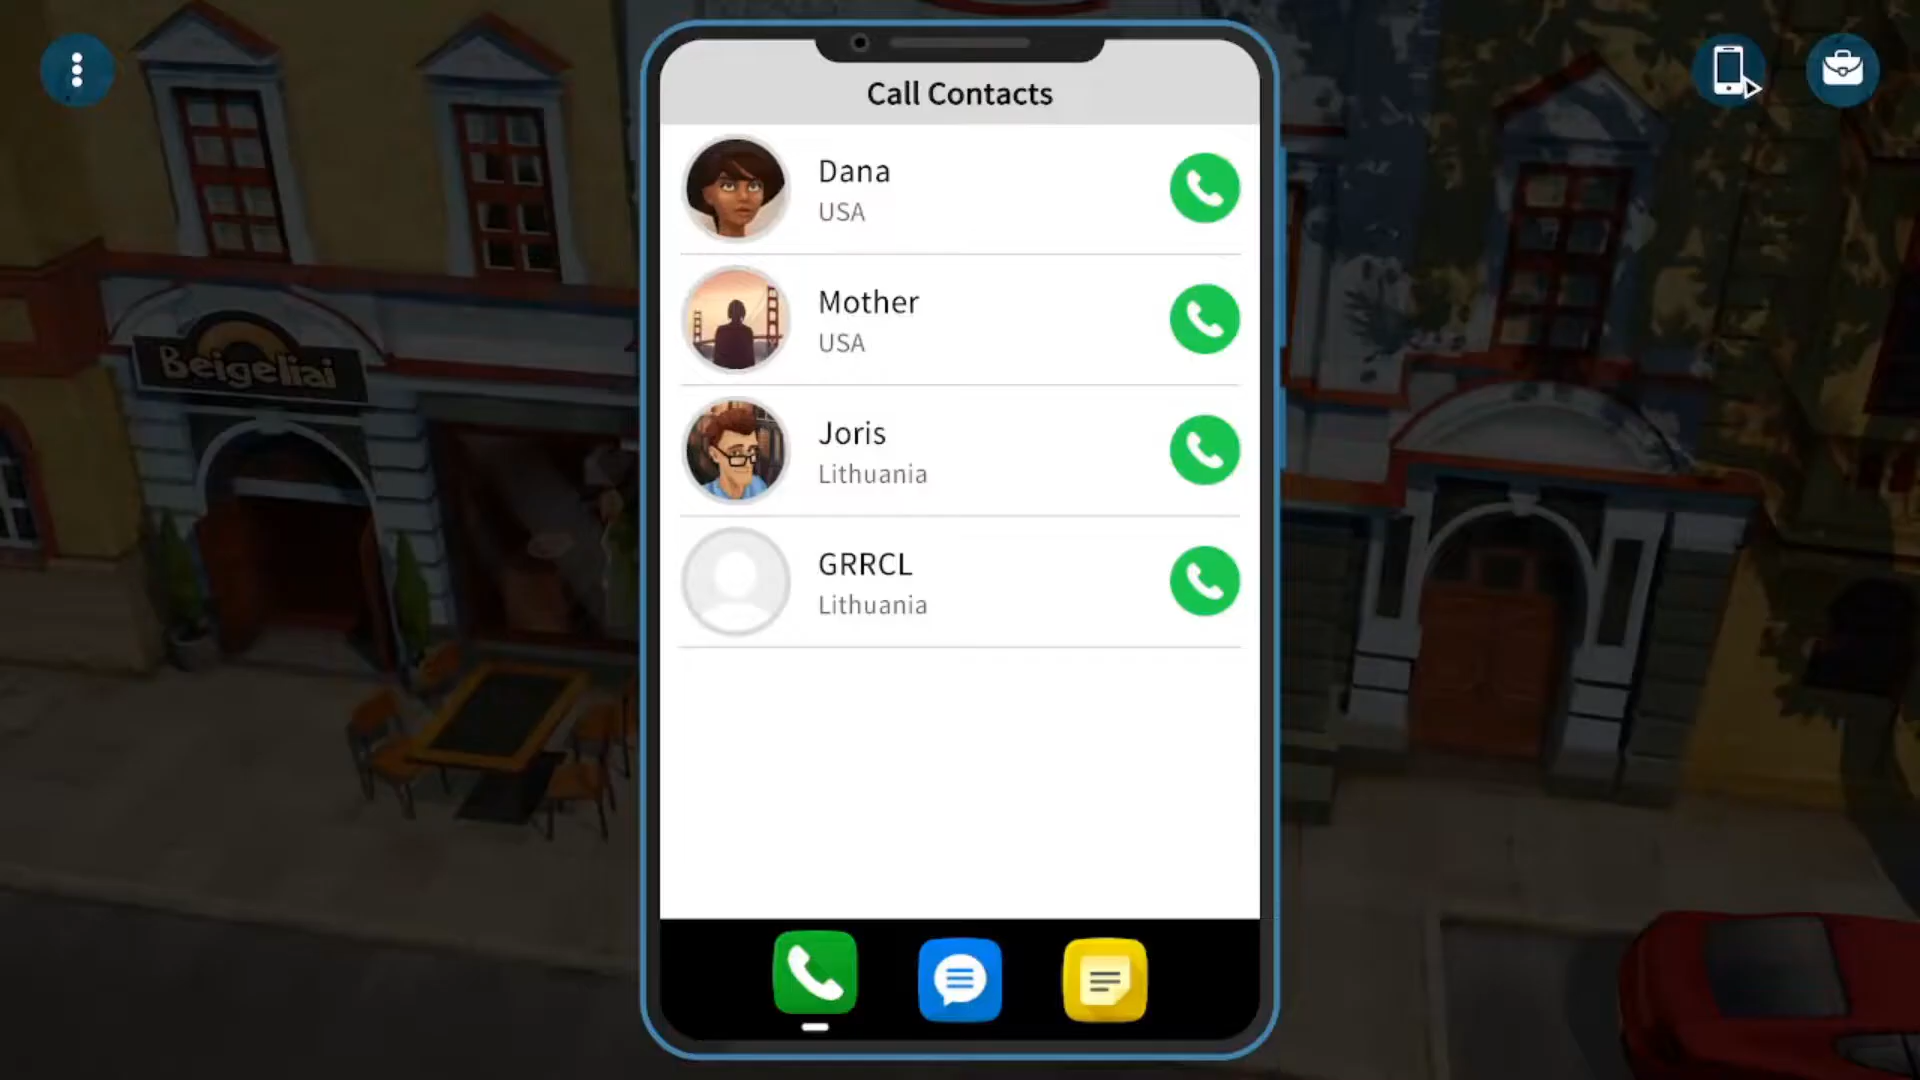 Call Contacts
Dana
USA
Mother
USA
Joris
Lithuania
GRRCL
Lithuania
Beigeliai